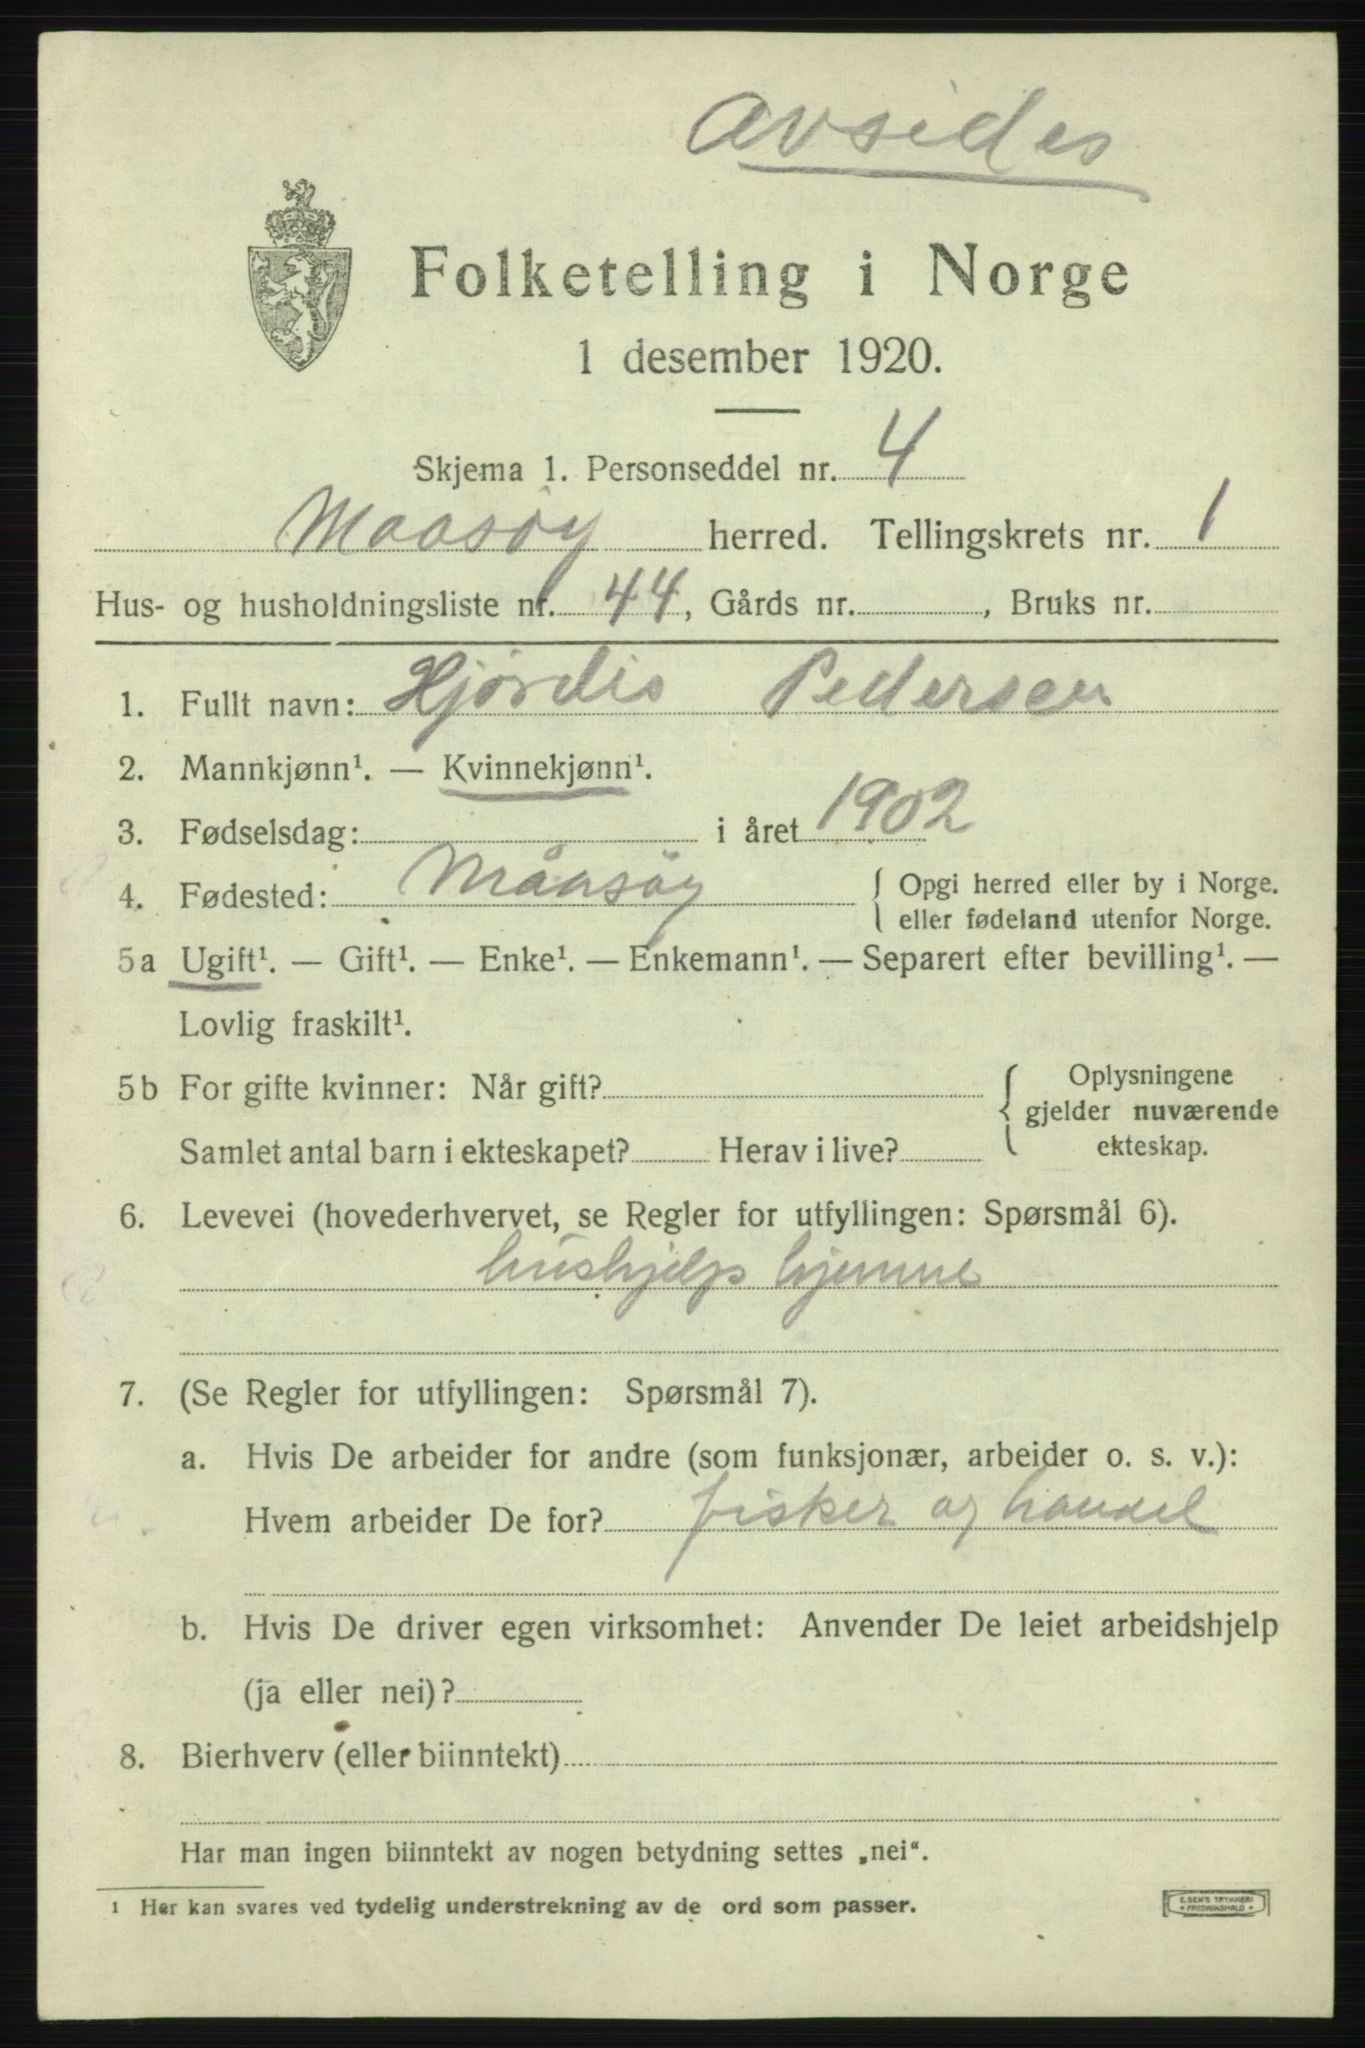 Avsides
Folketelling i Norge
1 desember 1920.
Skjema 1. Personseddel nr. 4
Maasøy herred. Tellingskrets nr. 1
Hus- og husholdningsliste nr. 44, Gårds nr. , Bruks nr.
1. Fullt navn: Hjørdis Pedersen
2. Mannkjønn¹. — Kvinnekjønn¹.
3. Fødselsdag: i året 1902
4. Fødested: Måasøy { Opgi herred eller by i Norge.
eller fødeland utenfor Norge.
5a Ugift¹. — Gift¹. — Enke¹. — Enkemann¹. — Separert efter bevilling¹. —
Lovlig fraskilt¹.
5b For gifte kvinner: Når gift? { Oplysningene
gjelder nuværende
Samlet antal barn i ekteskapet? Herav i live? ekteskap.
6. Levevei (hovederhvervet, se Regler for utfyllingen: Spørsmål 6).
hushjelp hjemme
7. (Se Regler for utfyllingen: Spørsmål 7).
a. Hvis De arbeider for andre (som funksjonær, arbeider o. s. v.):
Hvem arbeider De for? fisker og handel
b. Hvis De driver egen virksomhet: Anvender De leiet arbeidshjelp
(ja eller nei)?
8. Bierhverv (eller biinntekt)
Har man ingen biinntekt av nogen betydning settes „nei“.
1 Her kan svares ved tydelig understrekning av de ord som passer.
E. SEM'S TRYKKERI
FREDRIKSHALD